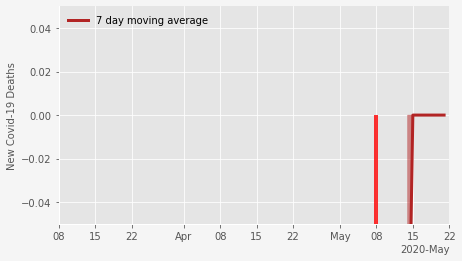 7 day moving average
0.04
0.02
0.00
−0.02
−0.04
New Covid-19 Deaths
08 15 22 Apr 08 15 22 May 08 15 22
2020-May